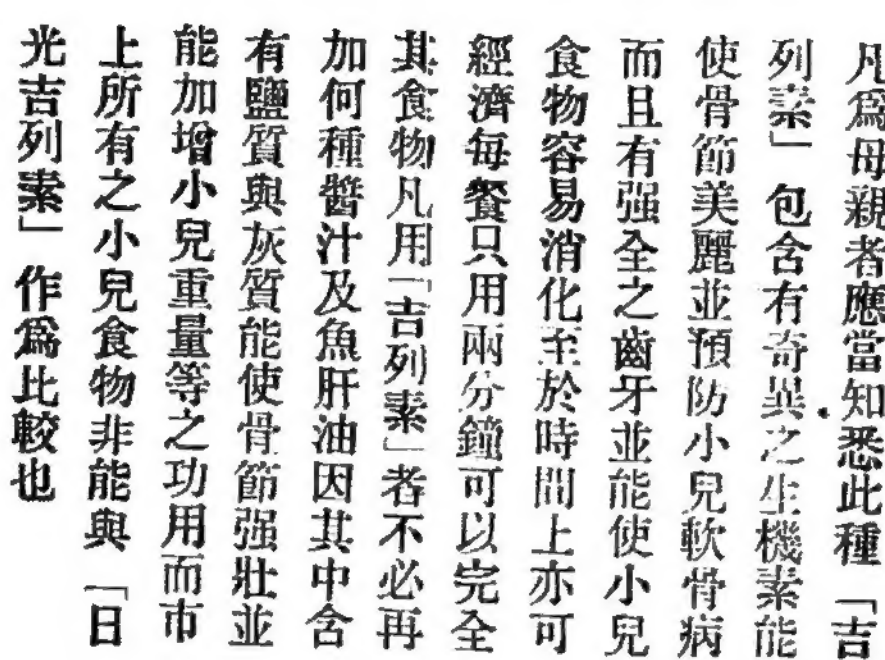 凡爲母親者應當知悉此種「吉
列素」包含有奇異之生機素能
使骨節美麗並預防小兒軟骨病
而且有强全之齒牙並能使小兒
食物容易消化至於時間上亦可
經濟每餐只用兩分鐘可以完全
其食物凡用「吉列素」者不必再
加何種醬汁及魚肝油因其中含
有鹽質與灰質能使骨節强壯並
能加增小兒重量等之功用而市
上所有之小兒食物非能與「日
光吉列素」作爲比較也